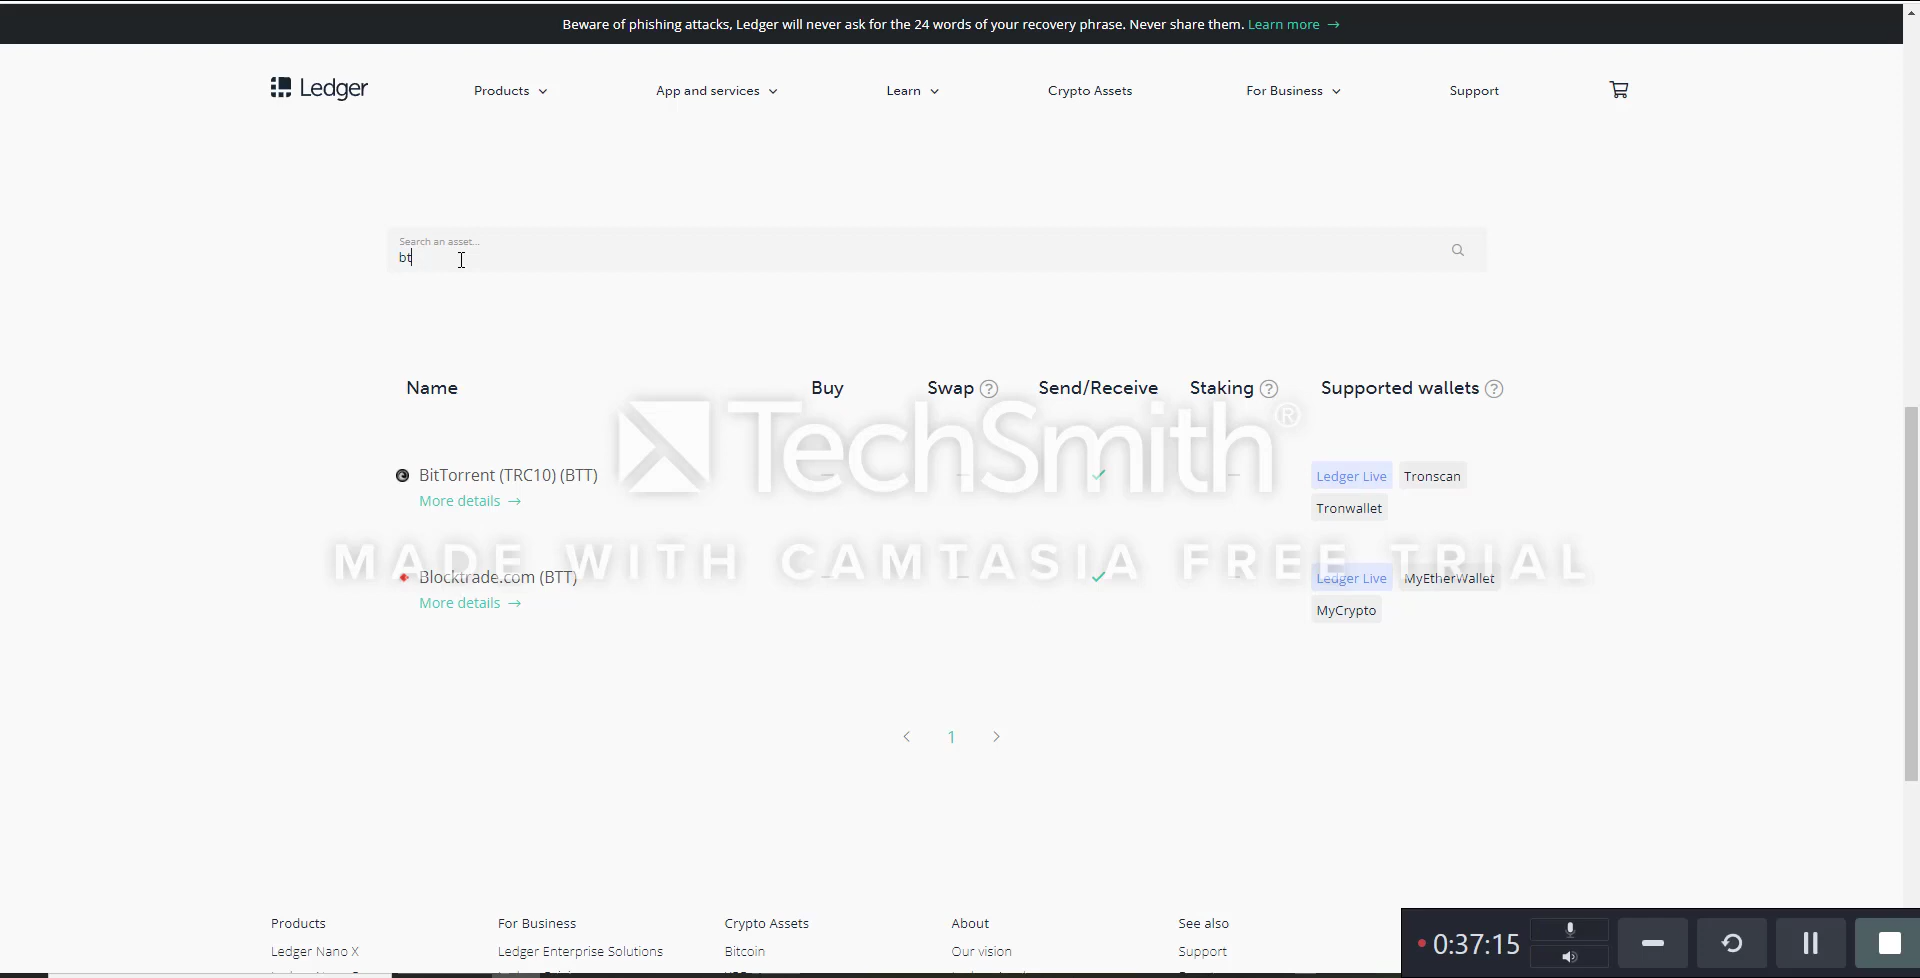 Beware of phishing attacks, Ledger will never ask for the 24 words of your recovery phrase. Never share them. Learn more →
Ledger
Products
App and services
Learn
Crypto Assets
For Business
Support
Search an asset...
bt
Name
Buy
Swap ?
Send/Receive
Staking ?
Supported wallets ?
TechSmith®
BitTorrent (TRC10) (BTT)
Ledger Live Tronscan
More details →
Tronwallet
MADE WITH CAMTASIA FREE TRIAL
Blocktrade.com (BTT)
Ledger Live MyEtherWallet
More details →
MyCrypto
< 1 >
Products
For Business
Crypto Assets
About
See also
Ledger Nano X
Ledger Enterprise Solutions
Bitcoin
Our vision
Support
0:37:15